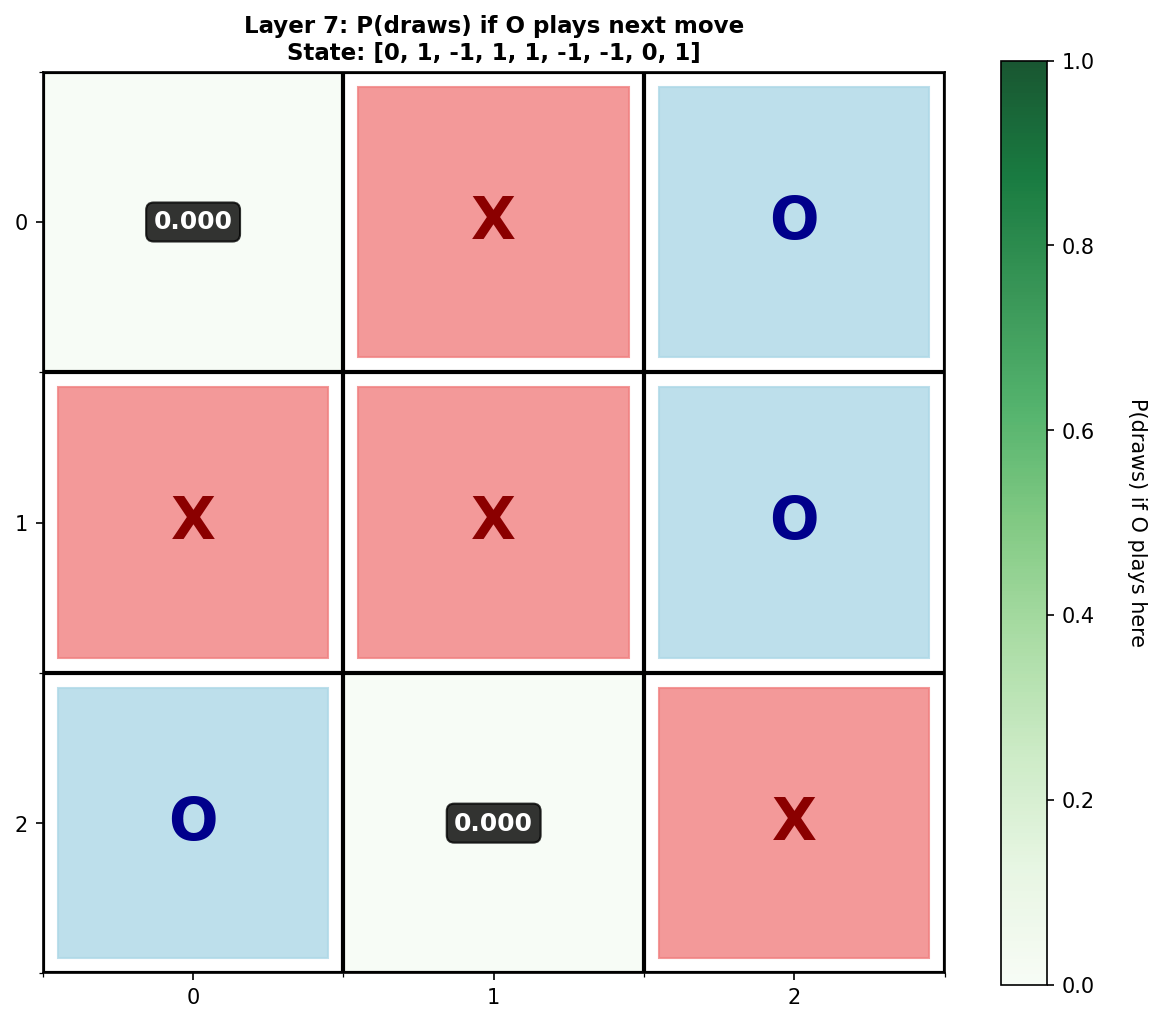 Layer 7: P(draws) if O plays next move
State: [0, 1, -1, 1, 1, -1, -1, 0, 1]
0
0.000
X
O
1
X
X
O
2
O
0.000
X
0
1
2
1.0
0.8
0.6
0.4
0.2
0.0
P(draws) if O plays here